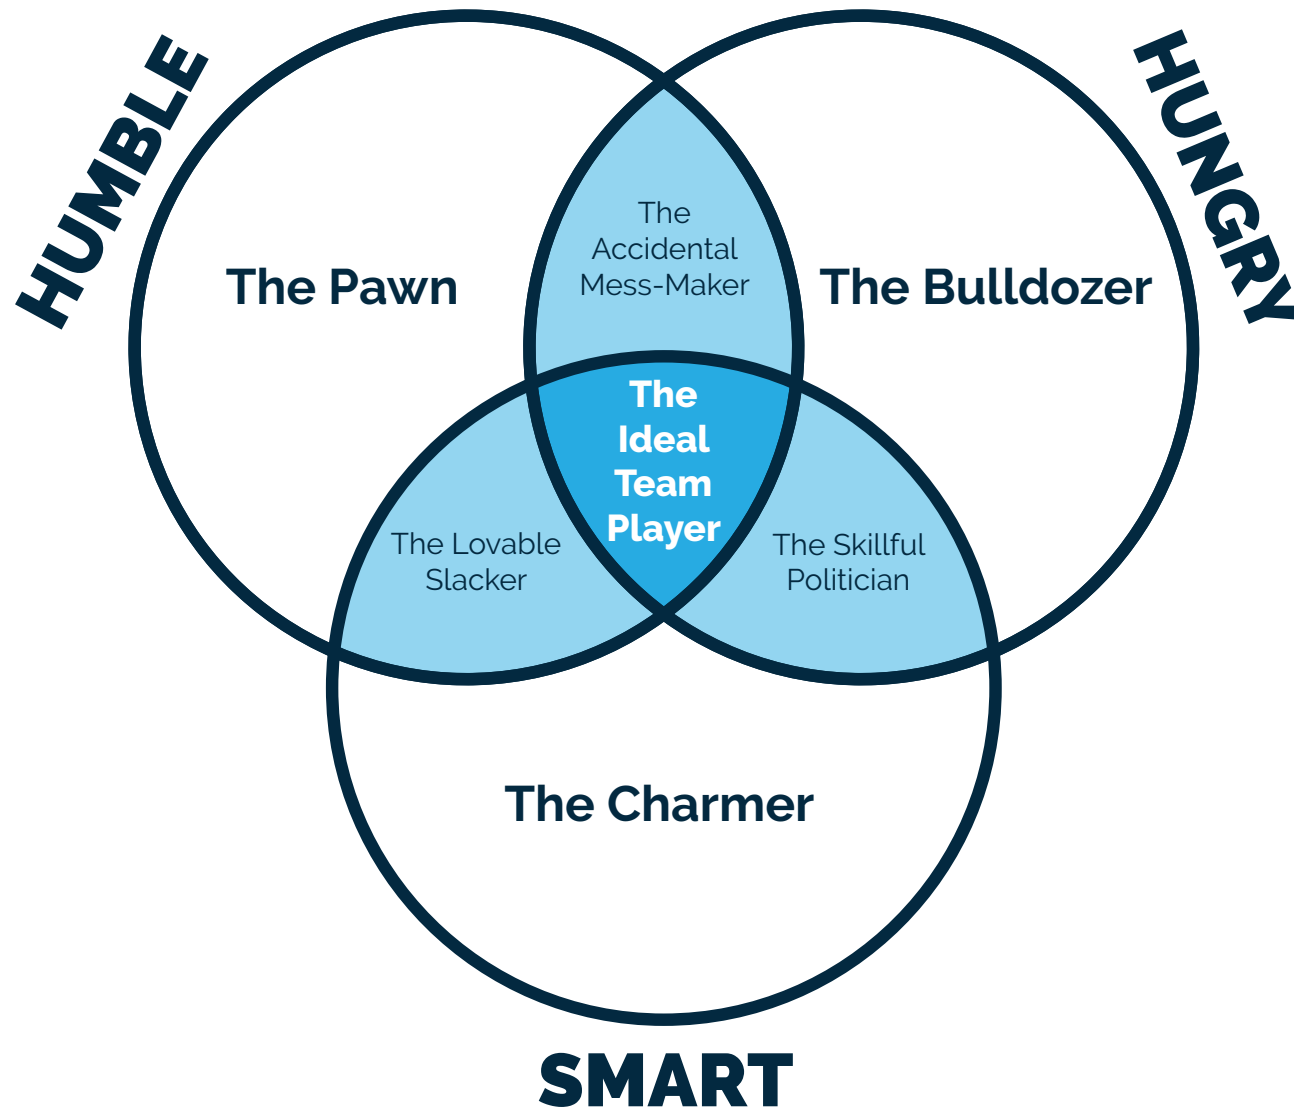 HUMBLE
HUNGRY
The
Accidental
Mess-Maker
The Pawn
The Bulldozer
The
Ideal
Team
Player
The Lovable
Slacker
The Skillful
Politician
The Charmer
SMART